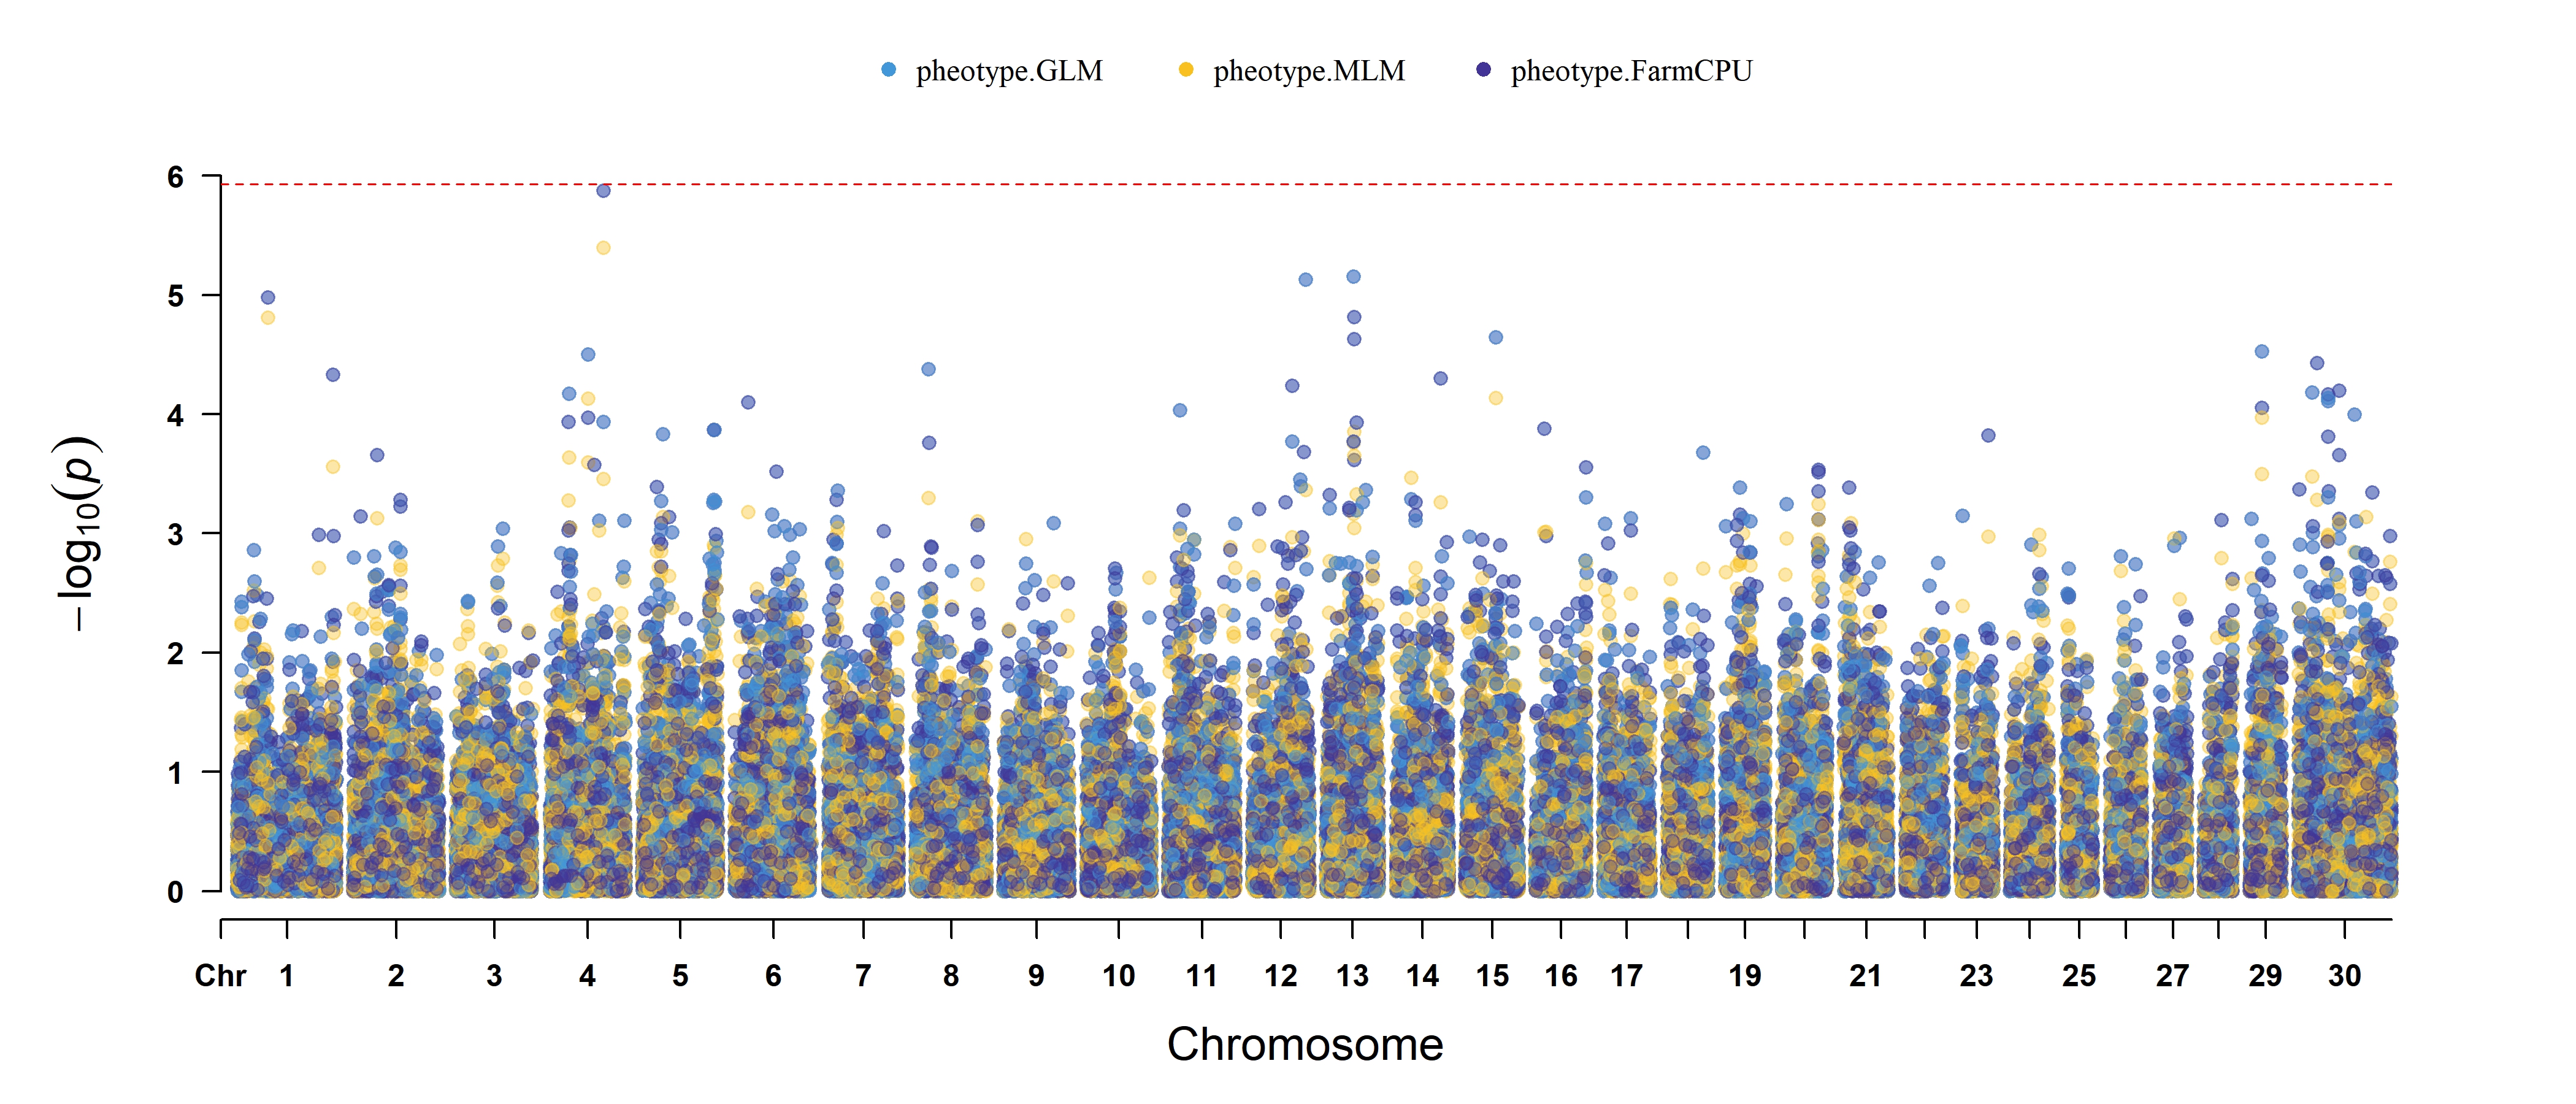 pheotype.GLM pheotype.MLM pheotype.FarmCPU
6
5
4
3
2
1
0
−log10(p)
Chr 1 2 3 4 5 6 7 8 9 10 11 12 13 14 15 16 17 19 21 23 25 27 29 30
Chromosome